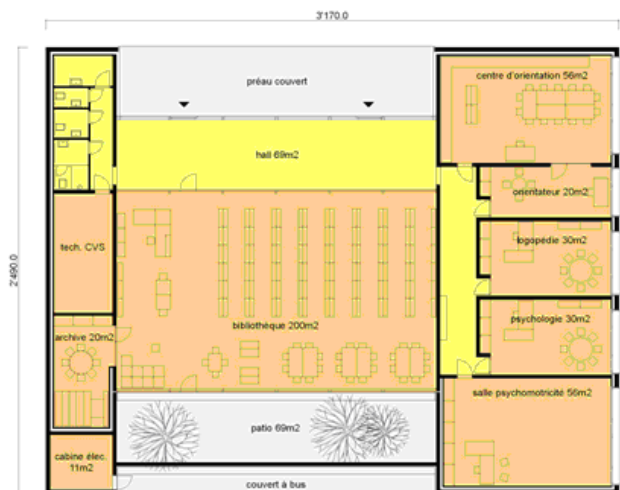 3'170.0
préau couvert
centre d'orientation 56m2
hall 69m2
orientateur 20m2
logopédie 30m2
tech. CVS
2'490.0
psychologie 30m2
bibliothèque 200m2
archive 20m2
salle psychomotricité 56m2
patio 69m2
cabine élec.
11m2
couvert à bus